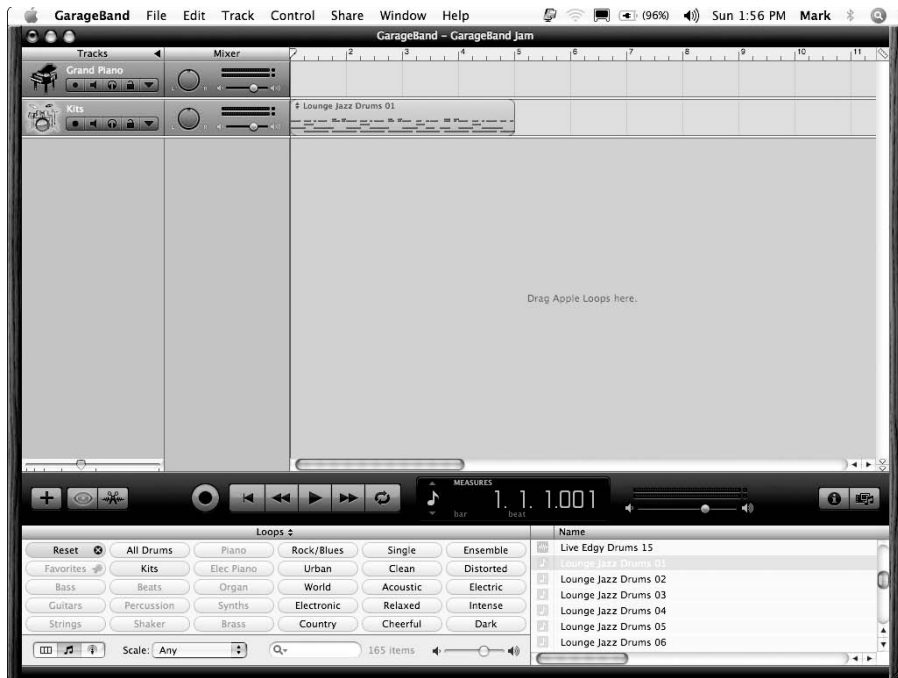 GarageBand File Edit Track Control Share Window Help (96%) Sun 1:56 PM Mark
GarageBand – GarageBand Jam
Tracks Mixer 2 3 4 5 6 7 8 9 10 11
Grand Piano
Kits
Lounge Jazz Drums 01
Drag Apple Loops here.
MEASURES
1. 1. 1.001
bar beat
Loops Name
Reset All Drums Piano Rock/Blues Single Ensemble Live Edgy Drums 15
Favorites Kits Elec Piano Urban Clean Distorted Lounge Jazz Drums 01
Bass Beats Organ World Acoustic Electric Lounge Jazz Drums 02
Guitars Percussion Synths Electronic Relaxed Intense Lounge Jazz Drums 03
Strings Shaker Brass Country Cheerful Dark Lounge Jazz Drums 04
Lounge Jazz Drums 05
Scale: Any 165 items Lounge Jazz Drums 06